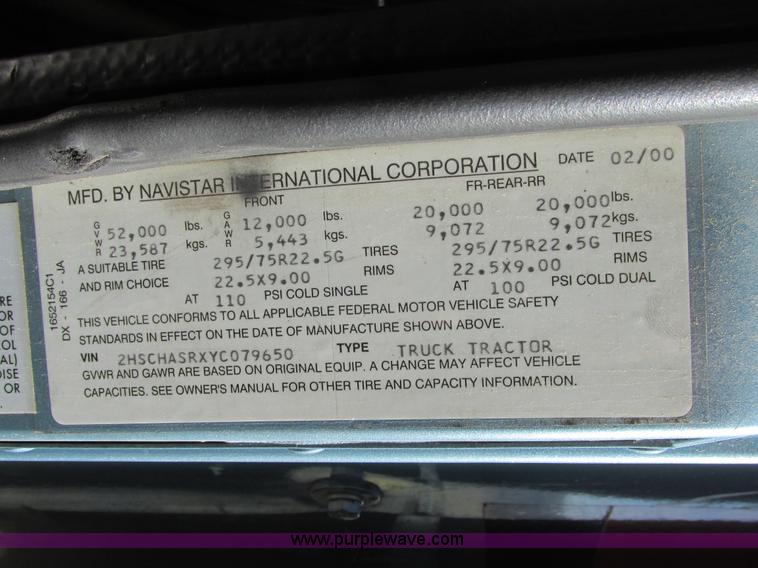 MFD. BY NAVISTAR INTERNATIONAL CORPORATION DATE 02/00
FRONT FR-REAR-RR
GVWR 52,000 lbs. GAWR 12,000 lbs. 20,000 20,000 lbs.
23,587 kgs. 5,443 kgs. 9,072 9,072 kgs.
A SUITABLE TIRE 295/75R22.5G TIRES 295/75R22.5G TIRES
AND RIM CHOICE 22.5X9.00 RIMS 22.5X9.00 RIMS
AT 110 PSI COLD SINGLE AT 100 PSI COLD DUAL
THIS VEHICLE CONFORMS TO ALL APPLICABLE FEDERAL MOTOR VEHICLE SAFETY
STANDARDS IN EFFECT ON THE DATE OF MANUFACTURE SHOWN ABOVE.
VIN 2HSCHASRXYC079650 TYPE TRUCK TRACTOR
GVWR AND GAWR ARE BASED ON ORIGINAL EQUIP. A CHANGE MAY AFFECT VEHICLE
CAPACITIES. SEE OWNER'S MANUAL FOR OTHER TIRE AND CAPACITY INFORMATION.
1652154C1
DX - 166 - JA
OR
OF
OL
AL)
OISE
OR
www.purplewave.com